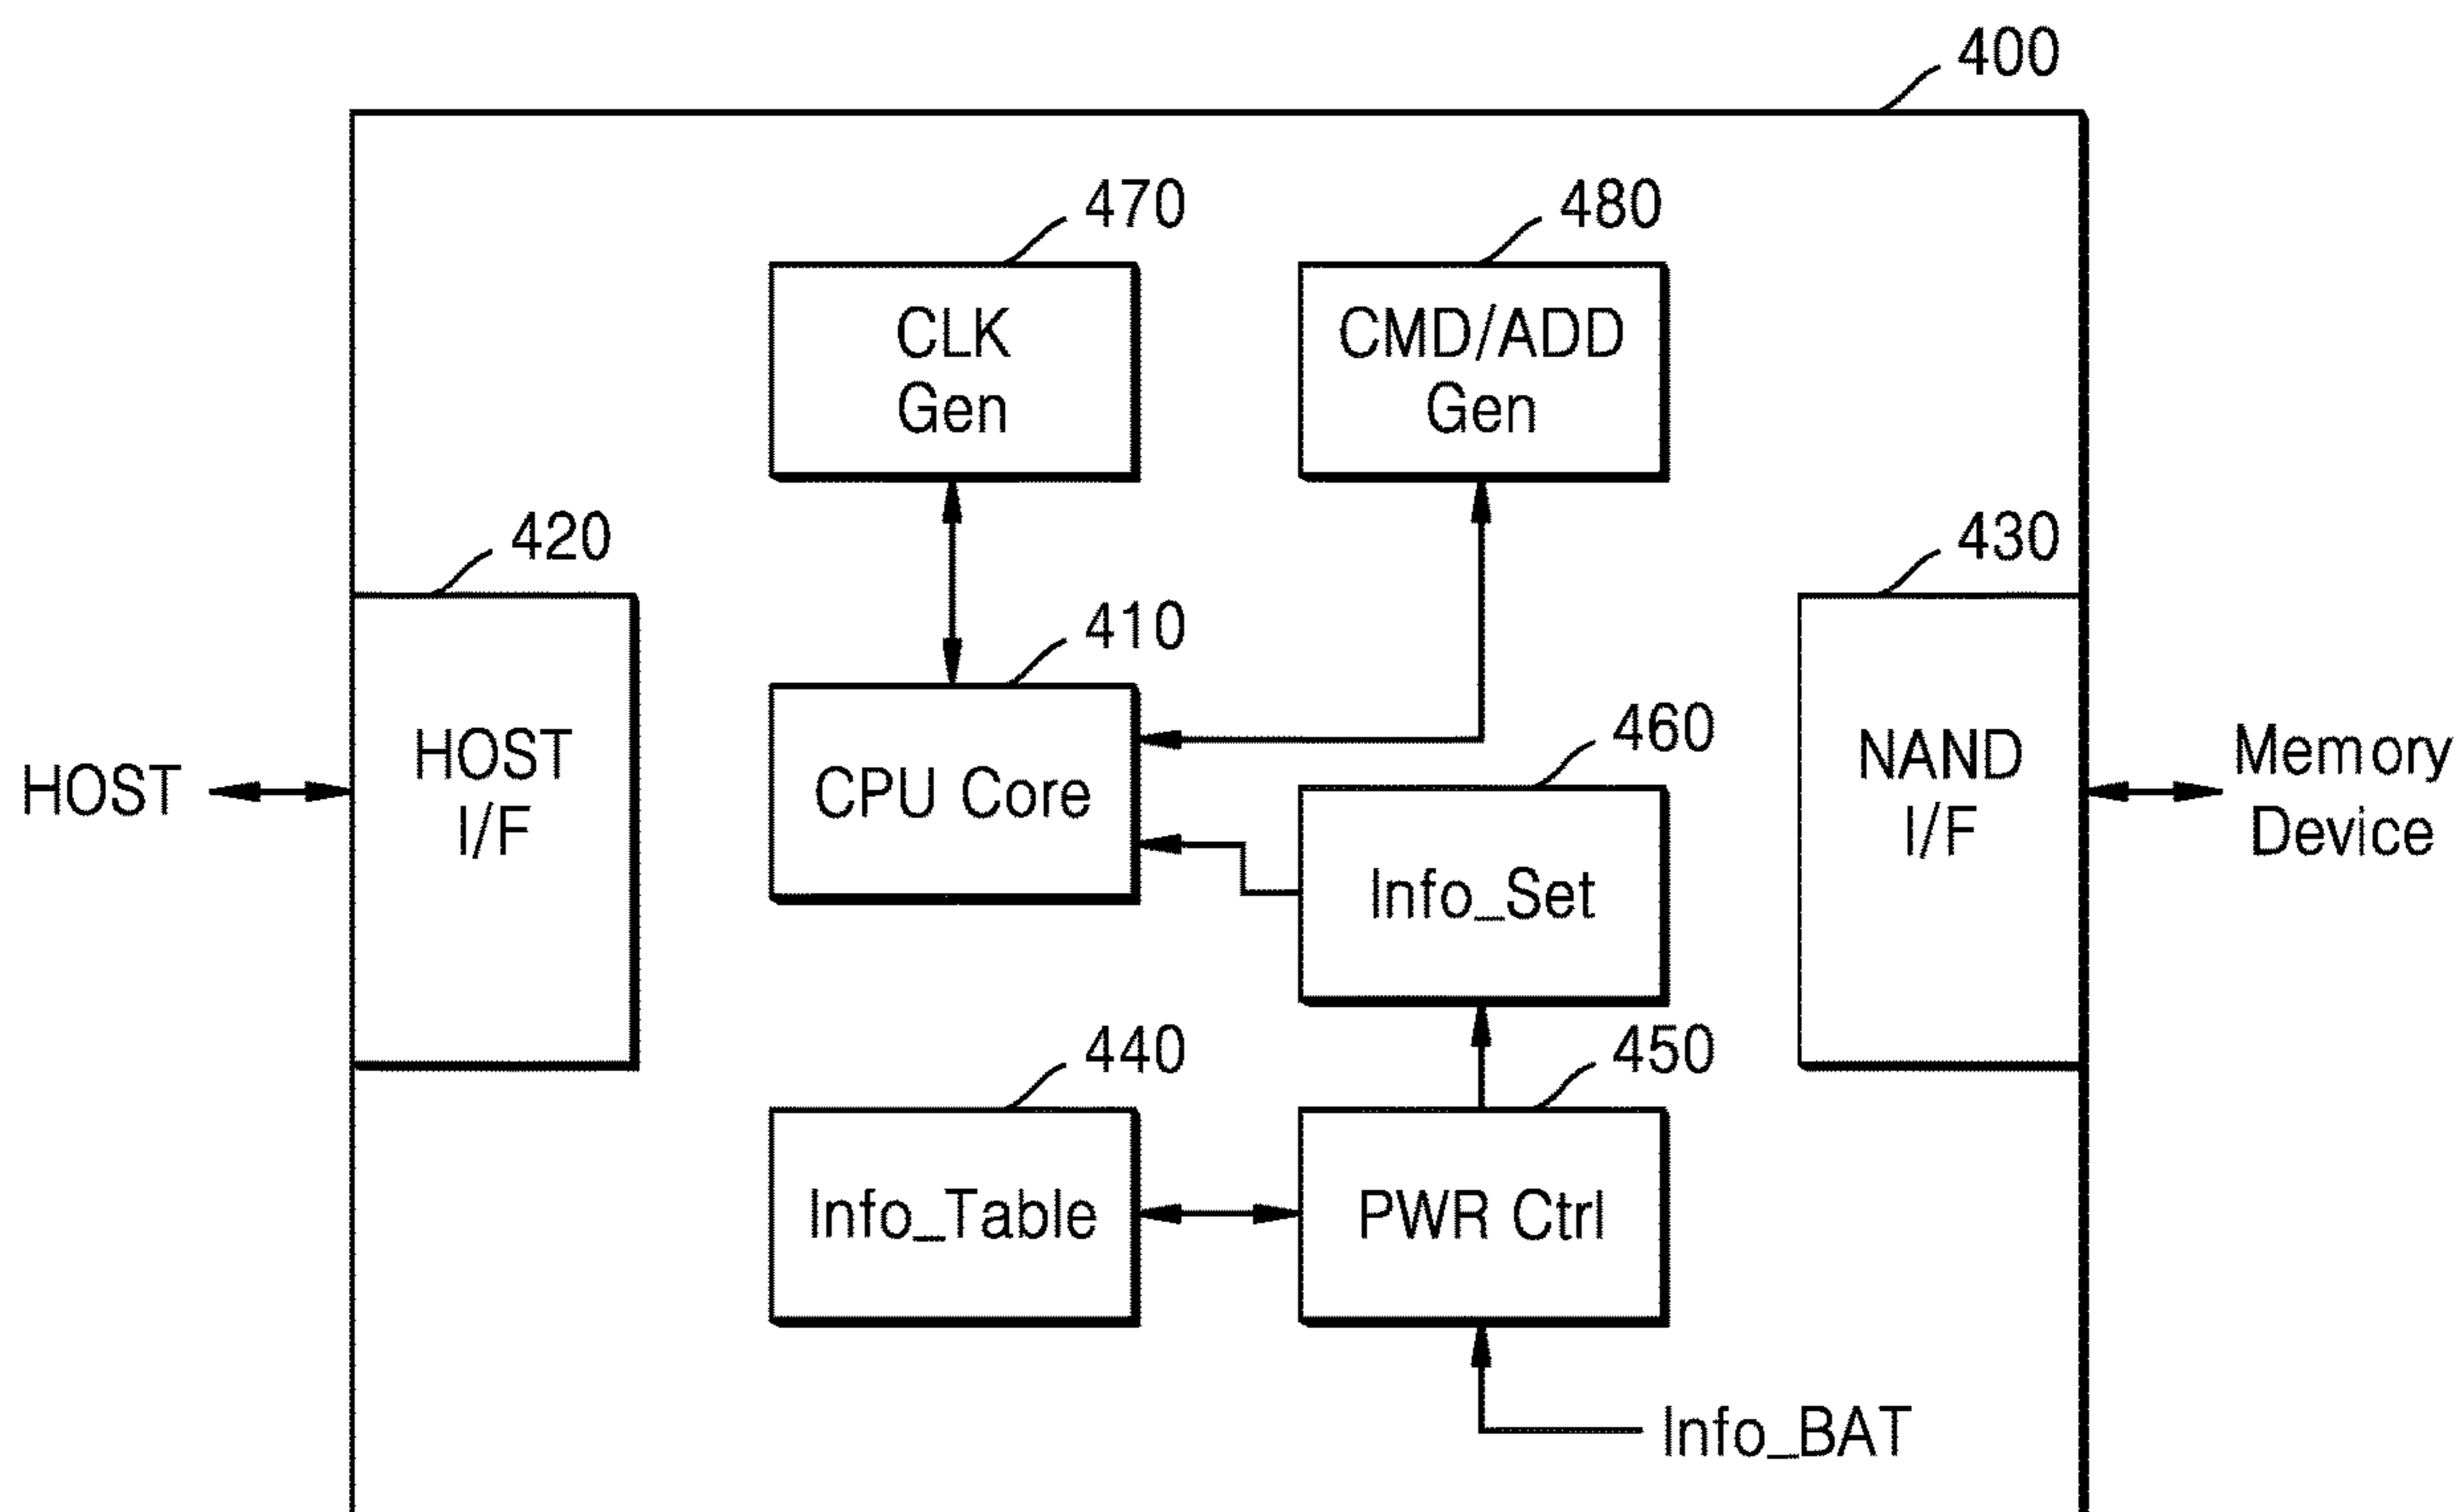 400
470
480
CLK
Gen
CMD/ADD
Gen
420
430
410
HOST
HOST
I/F
CPU Core
460
NAND
I/F
Memory
Device
Info_Set
440
450
Info_Table
PWR Ctrl
Info_BAT